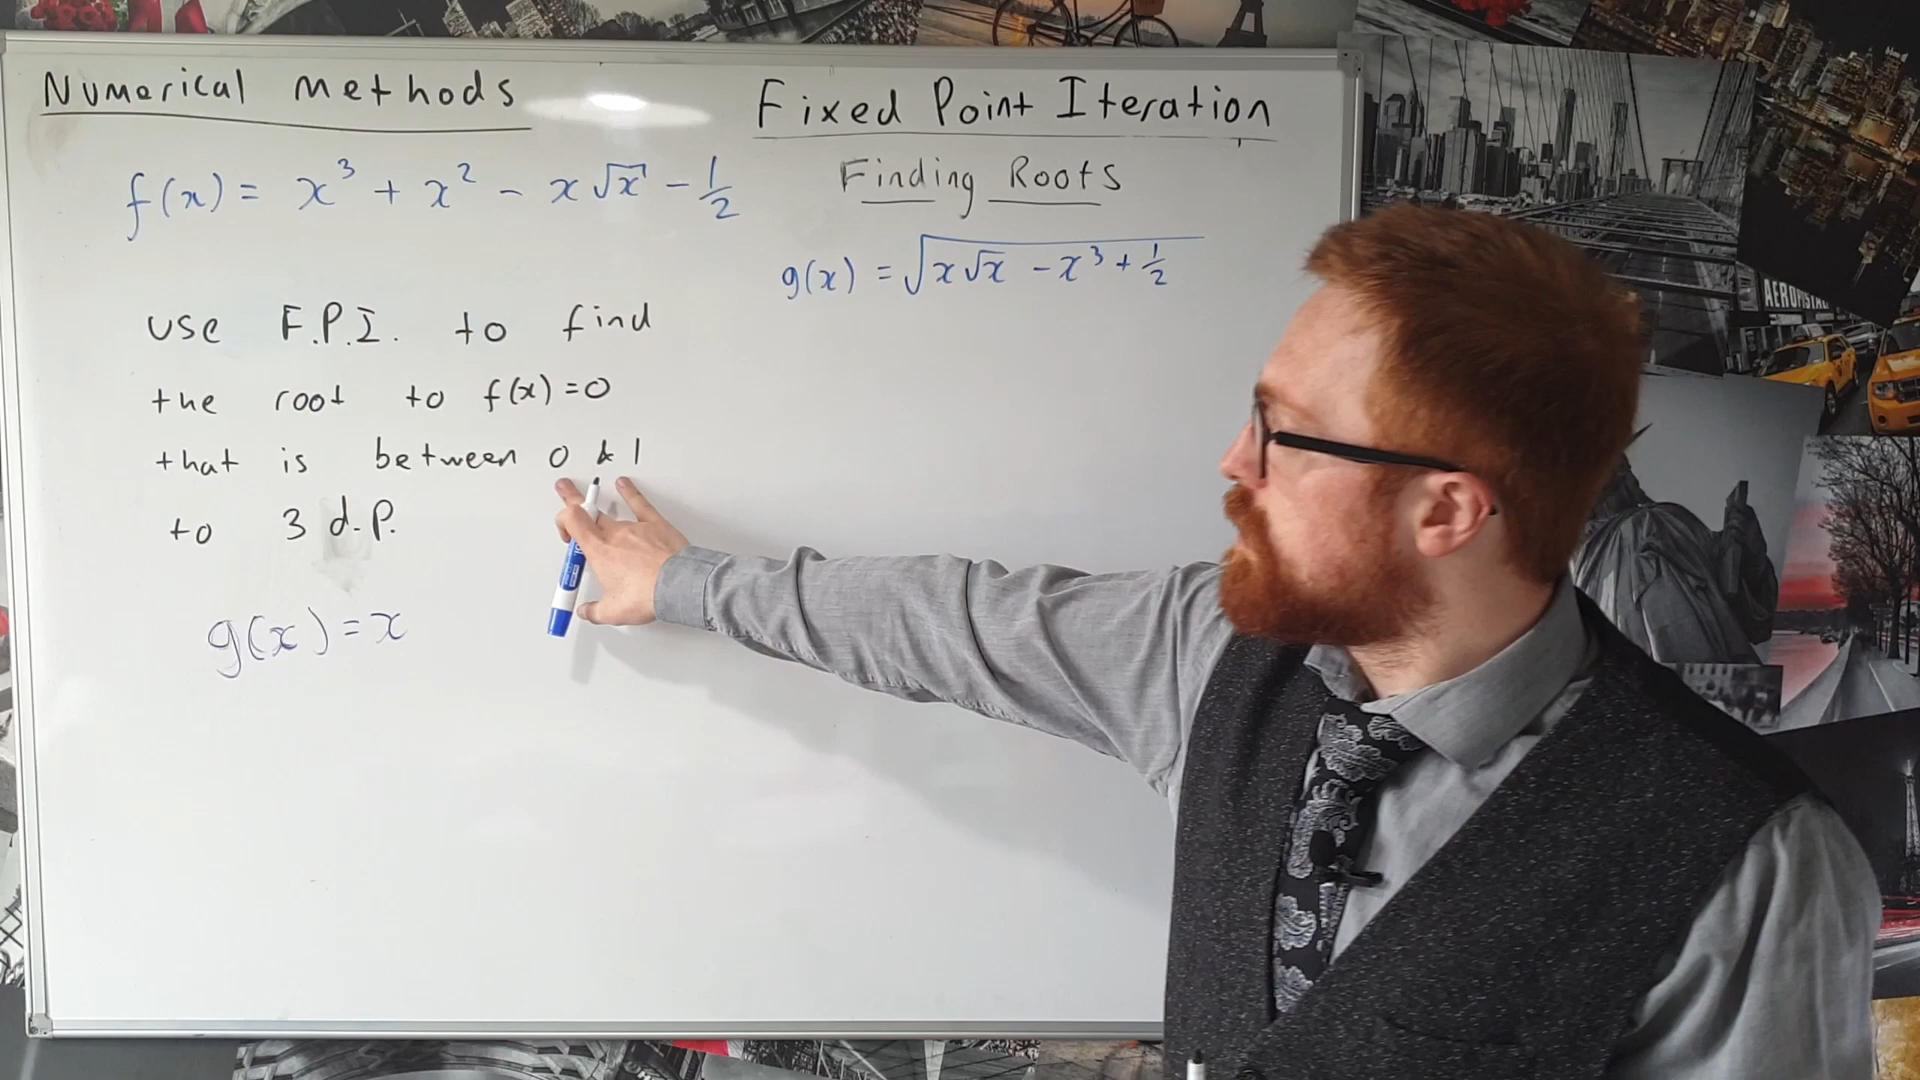 Numerical methods
f(x) = x³ + x² - x√x - 1/2
use F.P.I. to find
the root to f(x)=0
that is between 0 & 1
to 3 d.P.
g(x)=x
Fixed Point Iteration
Finding Roots
g(x) = √(x√x - x³ + 1/2)